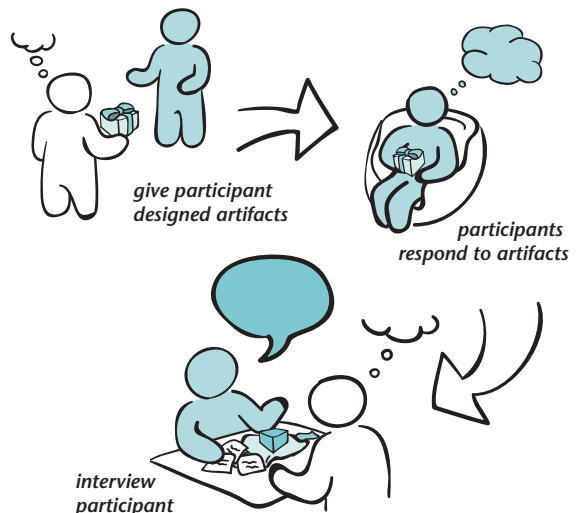 give participant
designed artifacts
participants
respond to artifacts
interview
participant